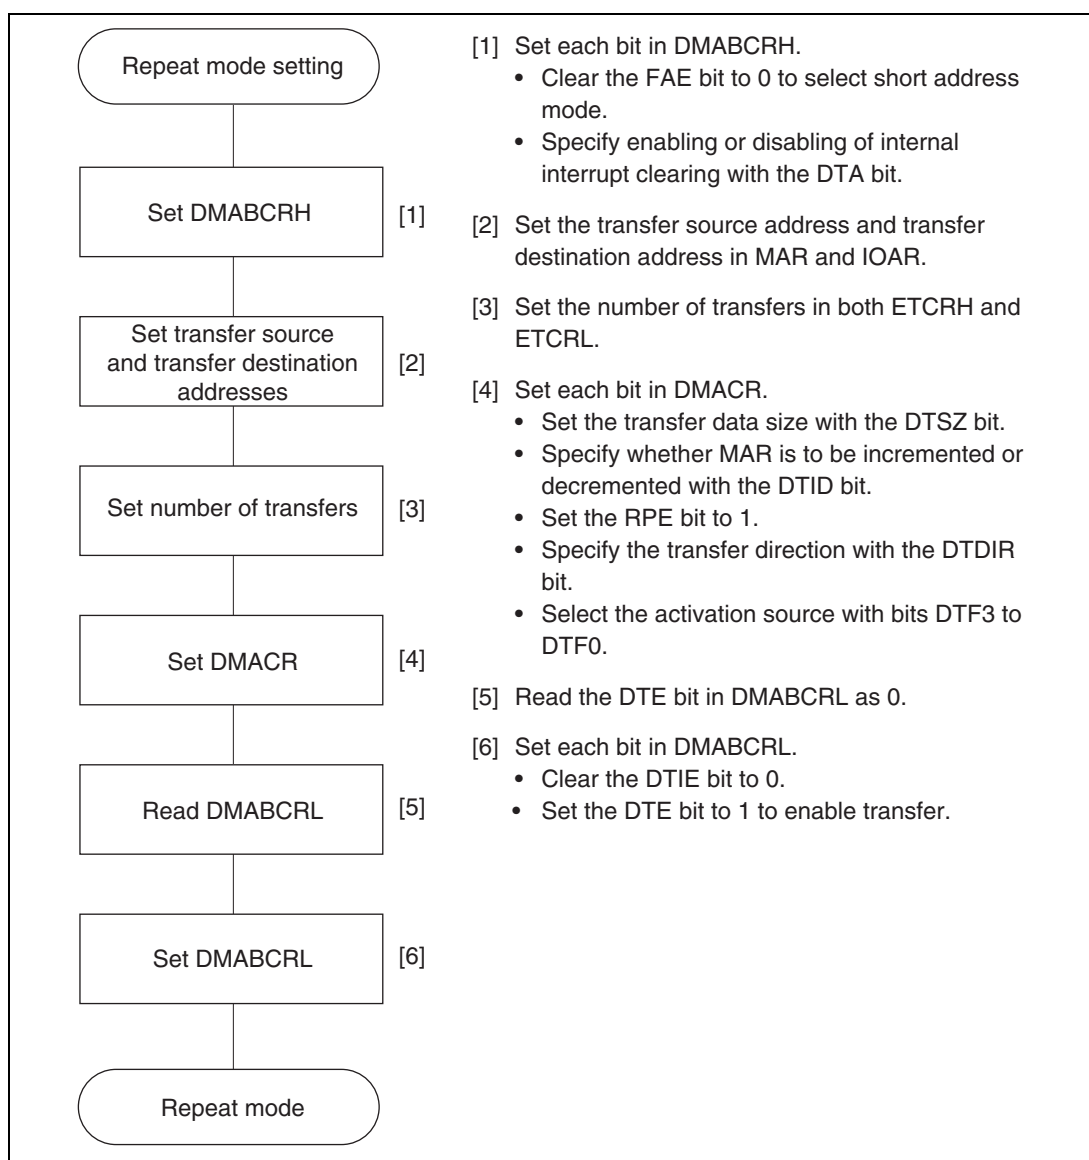 Repeat mode setting
Set DMABCRH
[1]
Set transfer source
and transfer destination
addresses
[2]
Set number of transfers
[3]
Set DMACR
[4]
Read DMABCRL
[5]
Set DMABCRL
[6]
Repeat mode
[1] Set each bit in DMABCRH.
• Clear the FAE bit to 0 to select short address
mode.
• Specify enabling or disabling of internal
interrupt clearing with the DTA bit.
[2] Set the transfer source address and transfer
destination address in MAR and IOAR.
[3] Set the number of transfers in both ETCRH and
ETCRL.
[4] Set each bit in DMACR.
• Set the transfer data size with the DTSZ bit.
• Specify whether MAR is to be incremented or
decremented with the DTID bit.
• Set the RPE bit to 1.
• Specify the transfer direction with the DTDIR
bit.
• Select the activation source with bits DTF3 to
DTF0.
[5] Read the DTE bit in DMABCRL as 0.
[6] Set each bit in DMABCRL.
• Clear the DTIE bit to 0.
• Set the DTE bit to 1 to enable transfer.